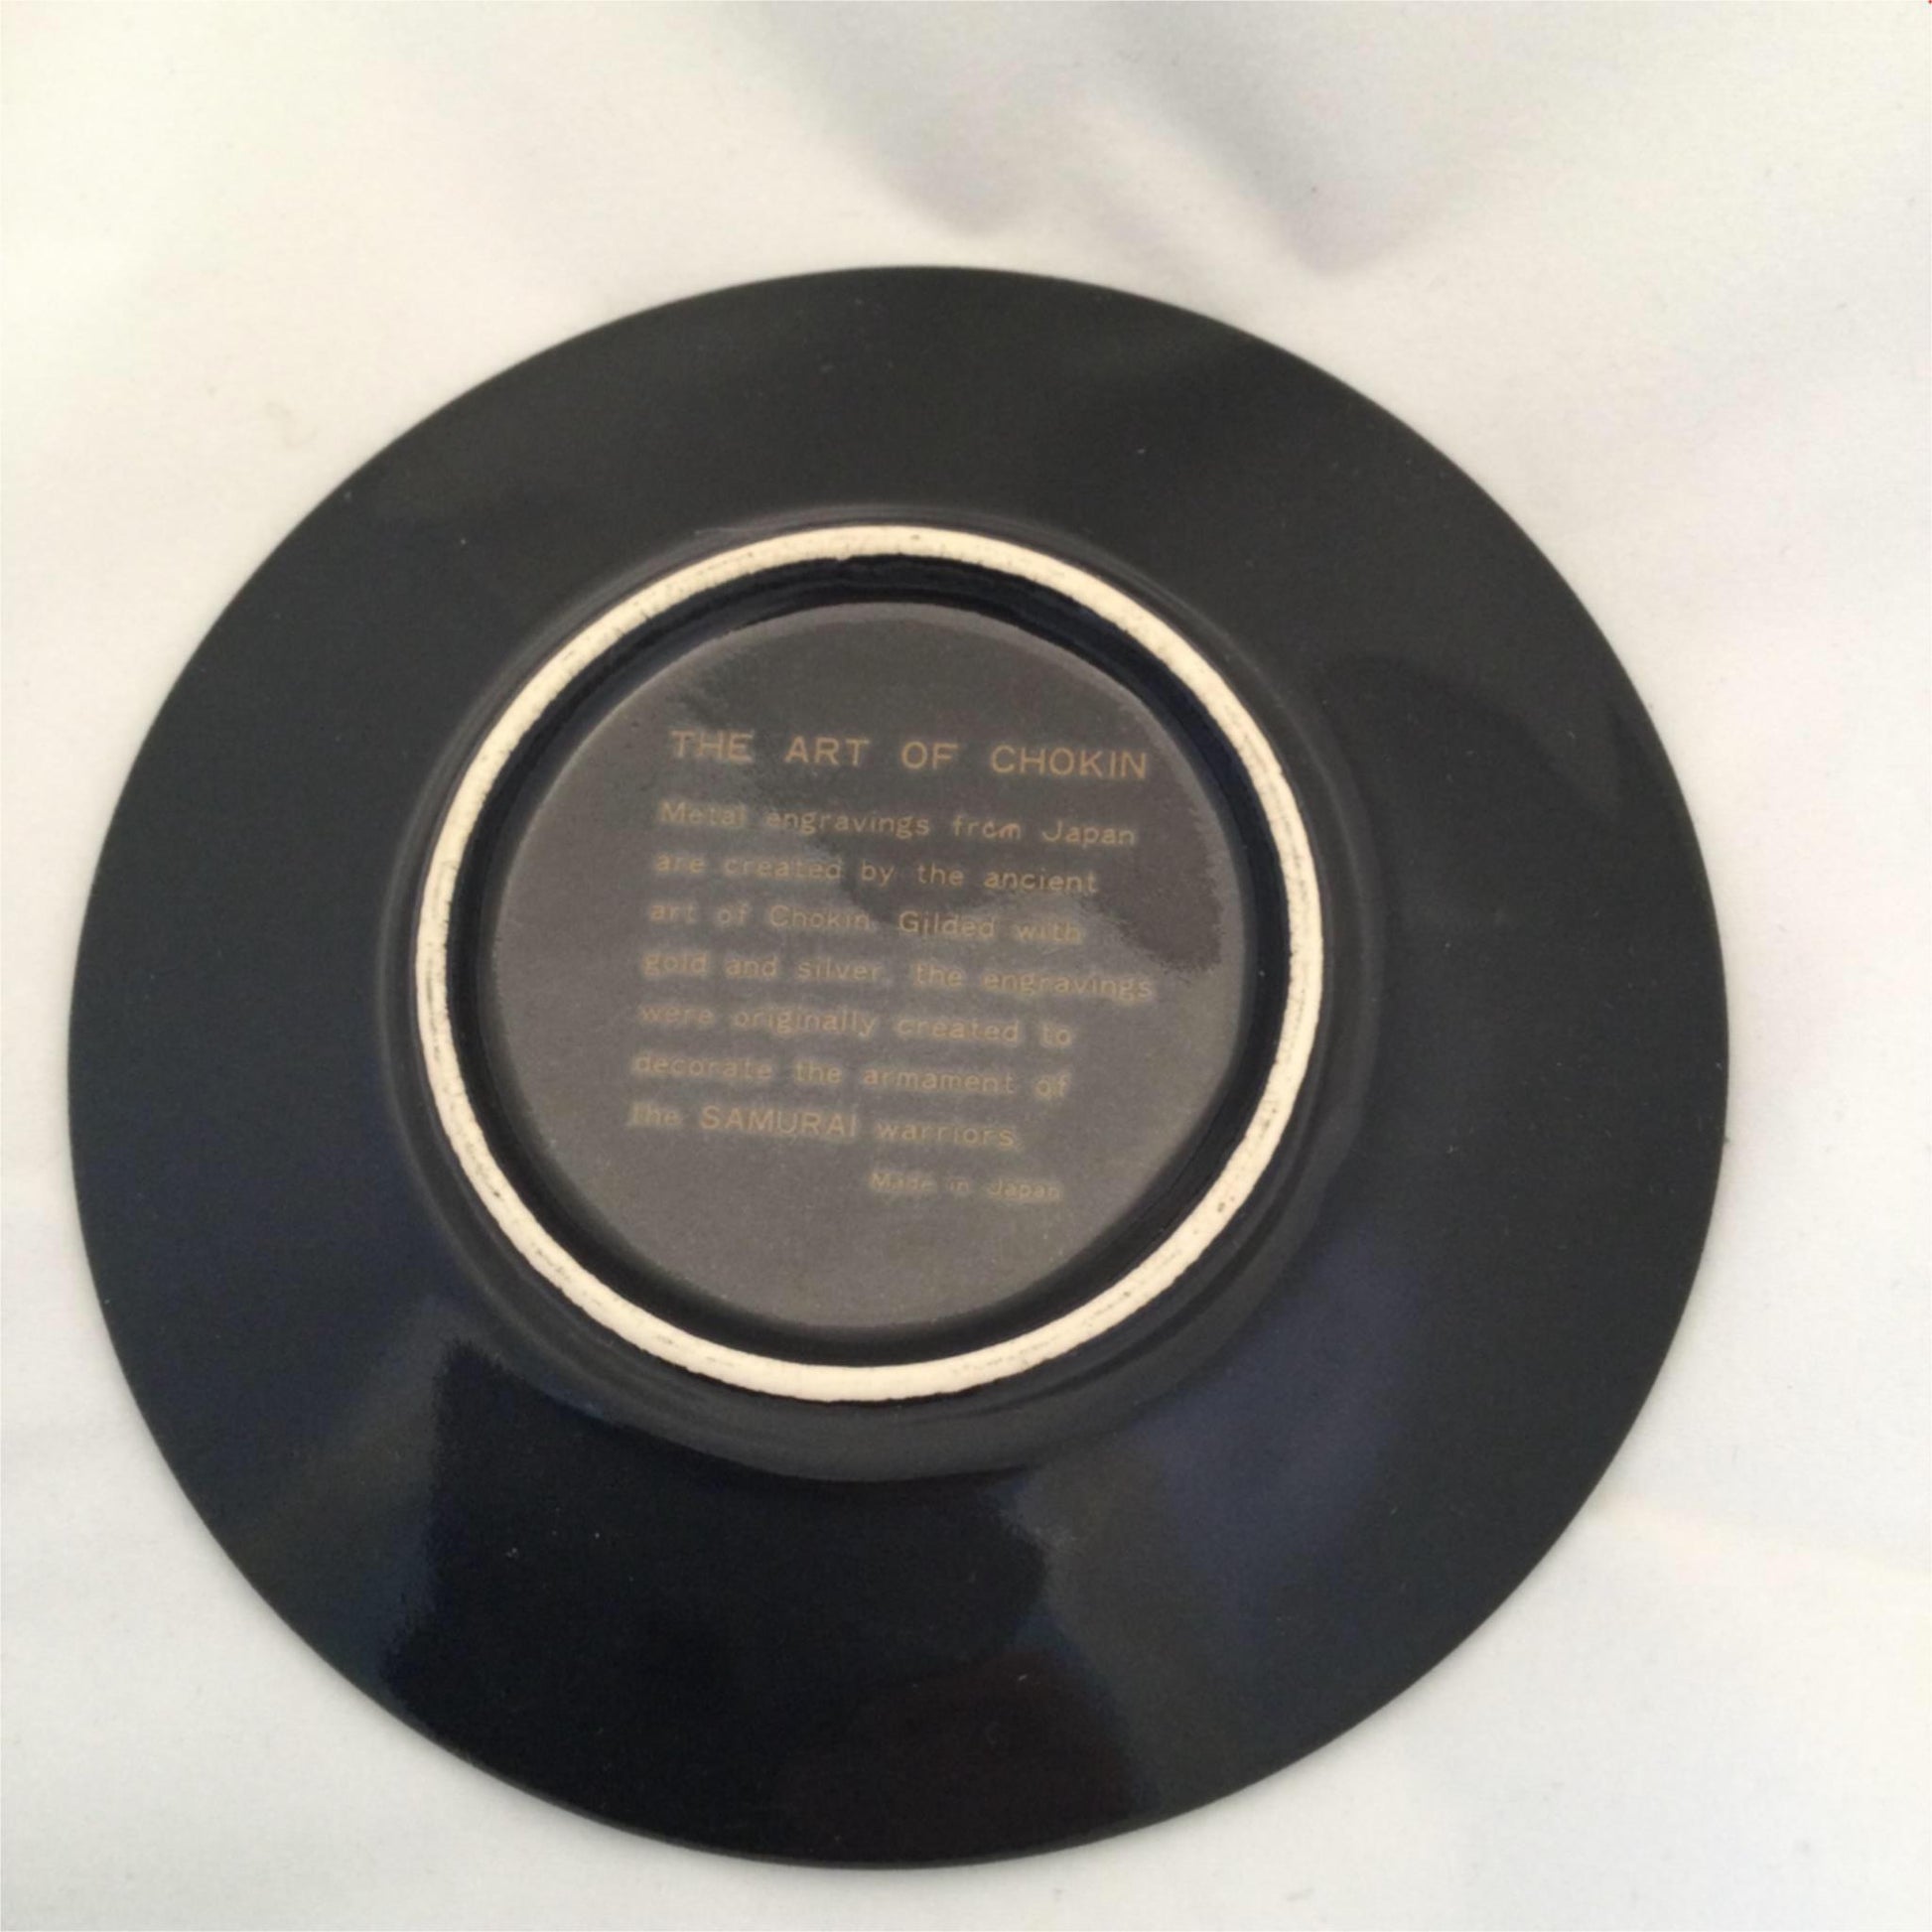 THE ART OF CHOKIN
Metal engravings from Japan
are created by the ancient
art of Chokin. Gilded with
gold and silver, the engravings
were originally created to
decorate the armament of
the SAMURAI warriors.
Made in Japan